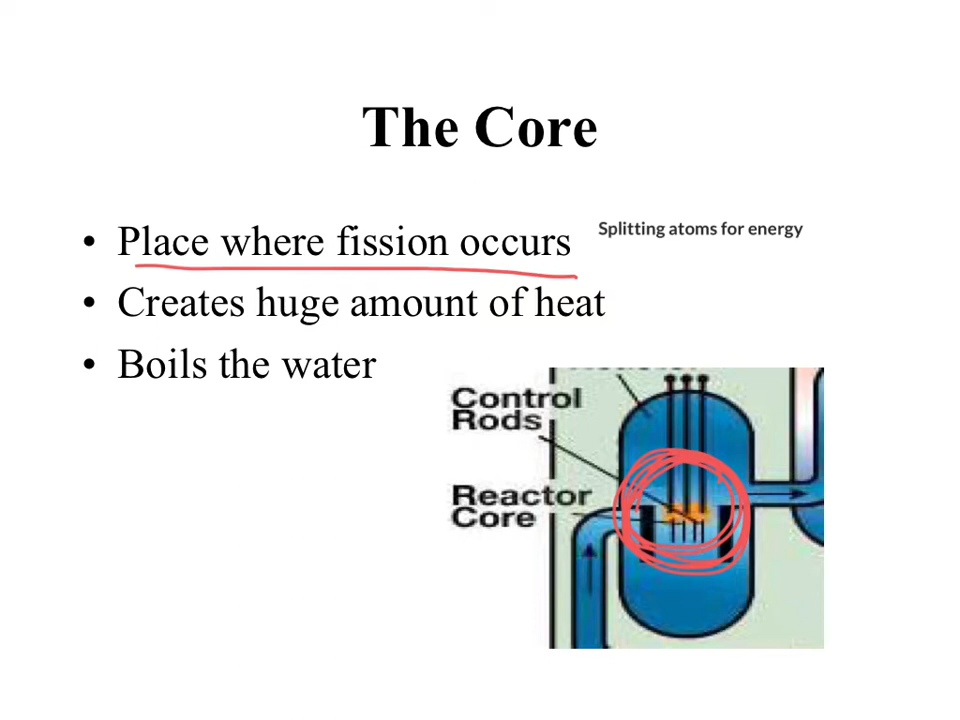 The Core
• Place where fission occurs
Splitting atoms for energy
• Creates huge amount of heat
• Boils the water
Control
Rods
Reactor
Core